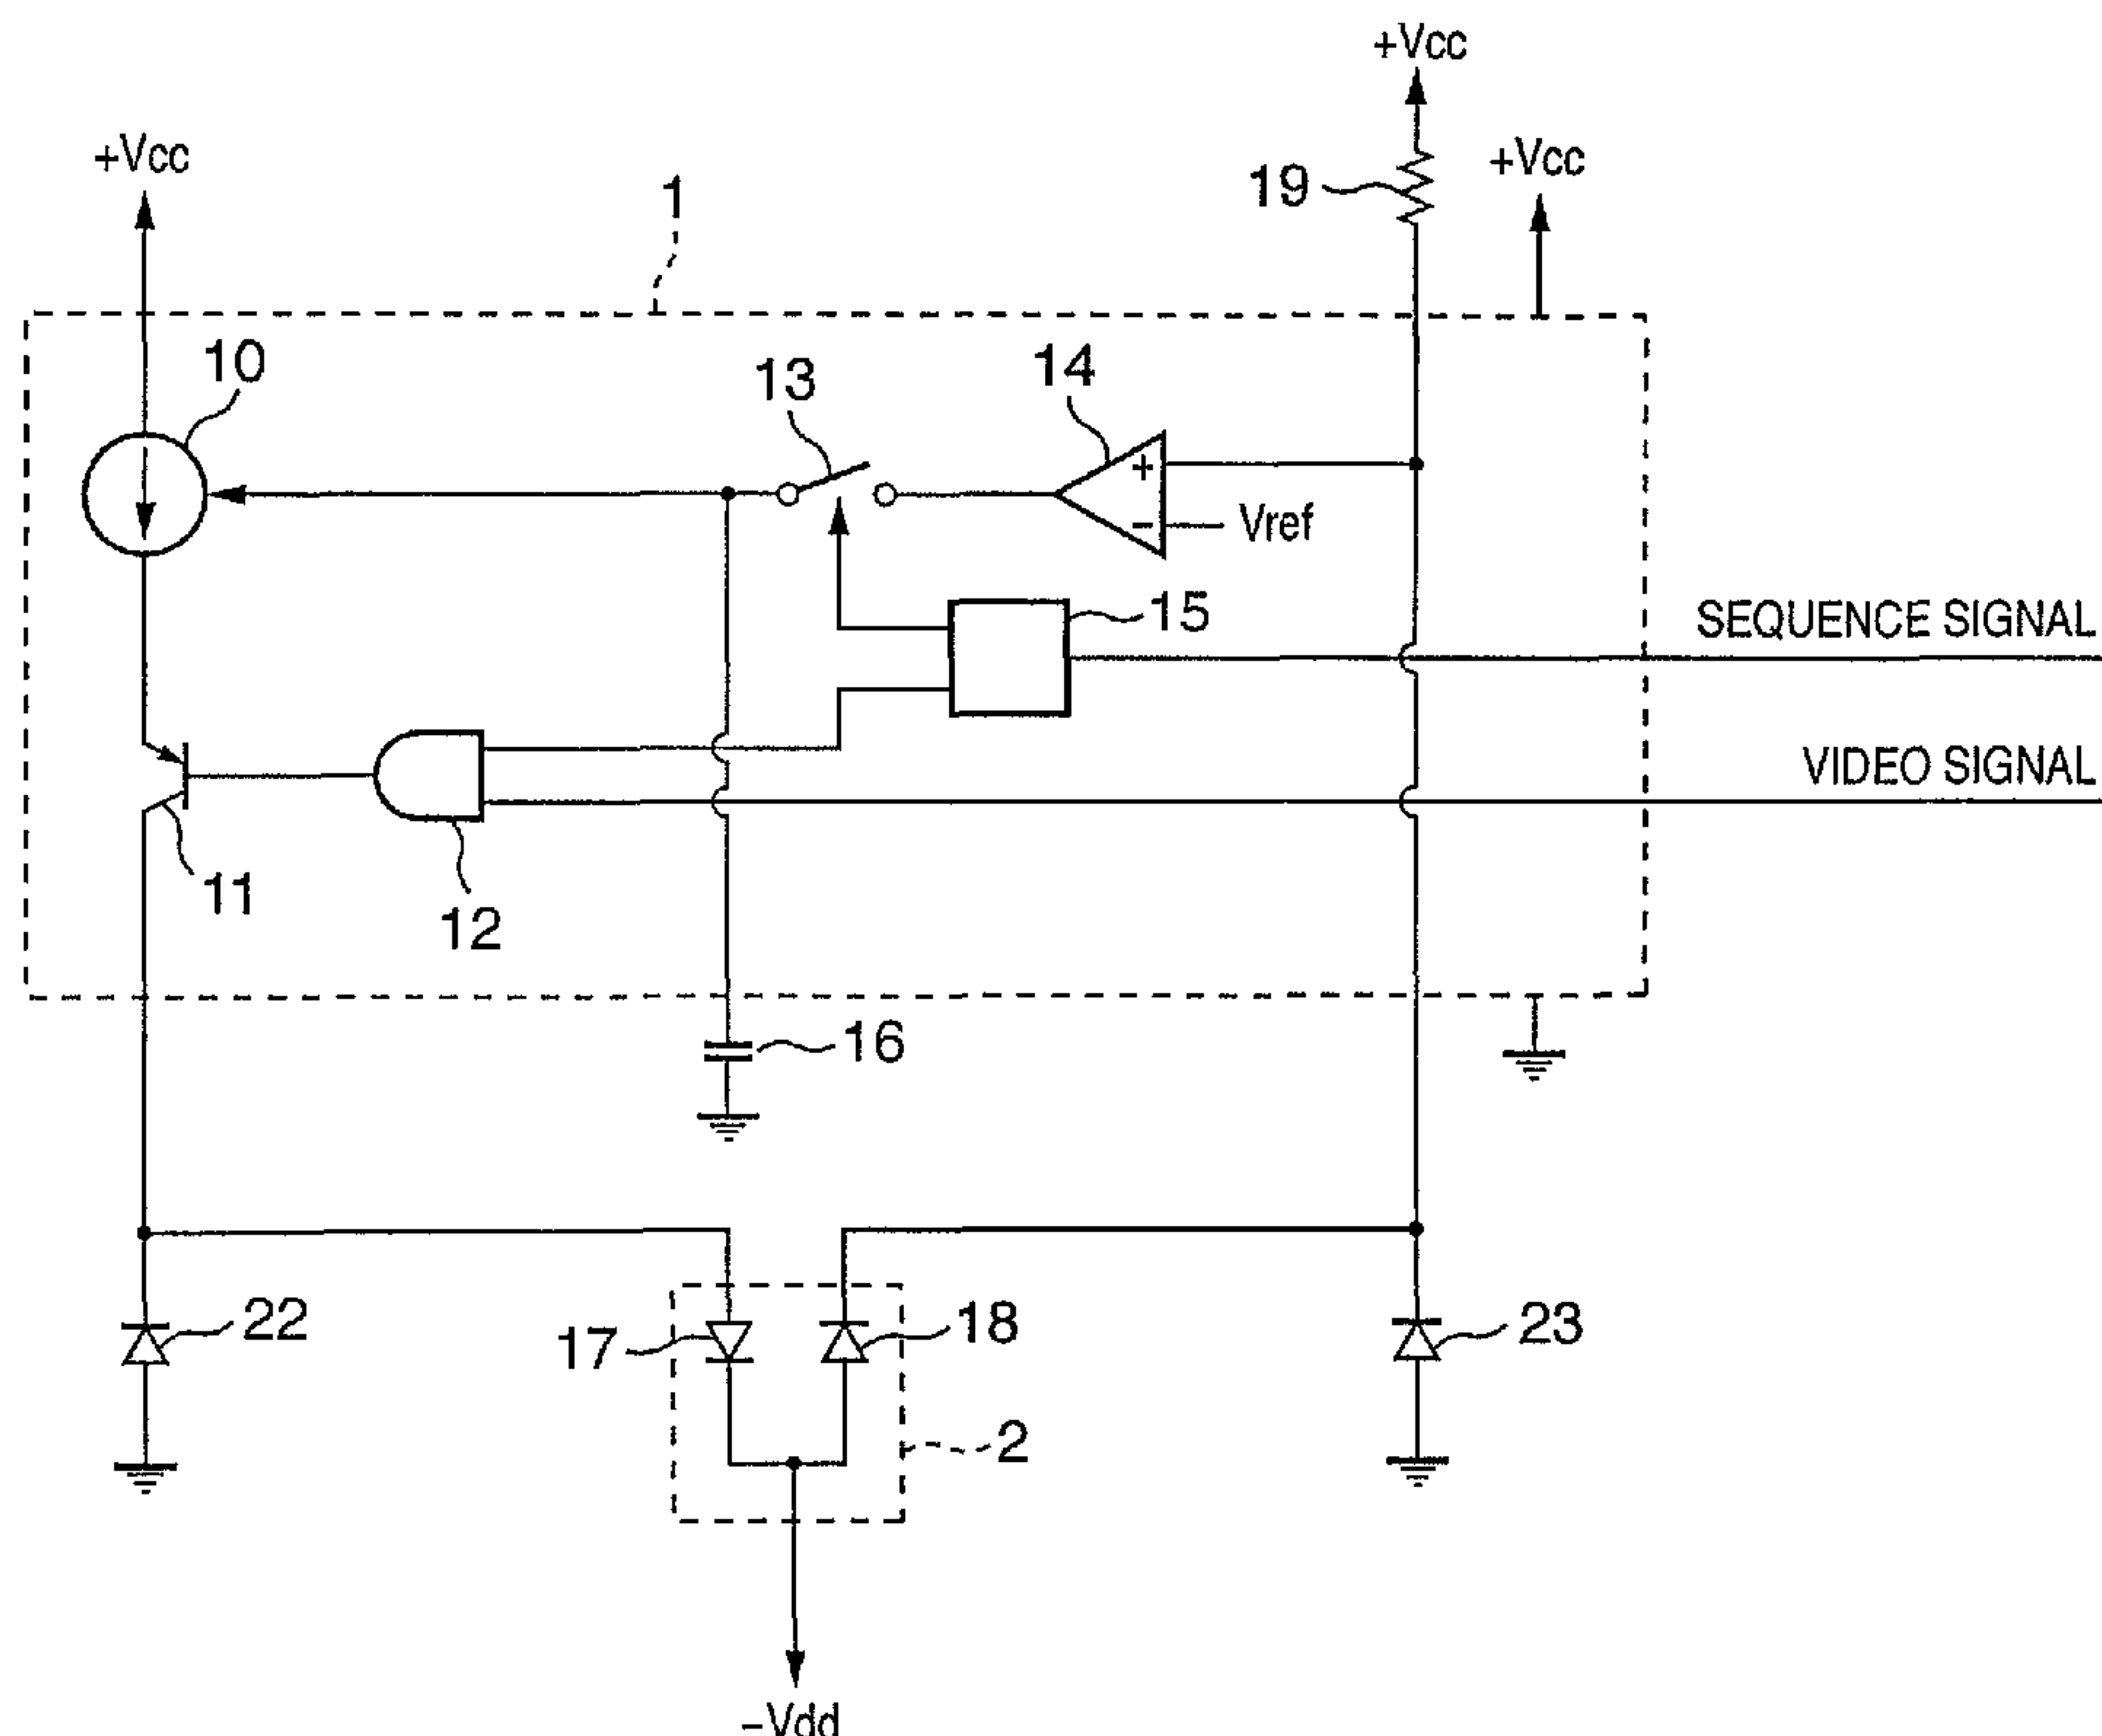 +Vcc
+Vcc
+Vcc
19
1
10
13
14
Vref
+
-
15
SEQUENCE SIGNAL
VIDEO SIGNAL
11
12
16
22
17
18
23
2
-Vdd